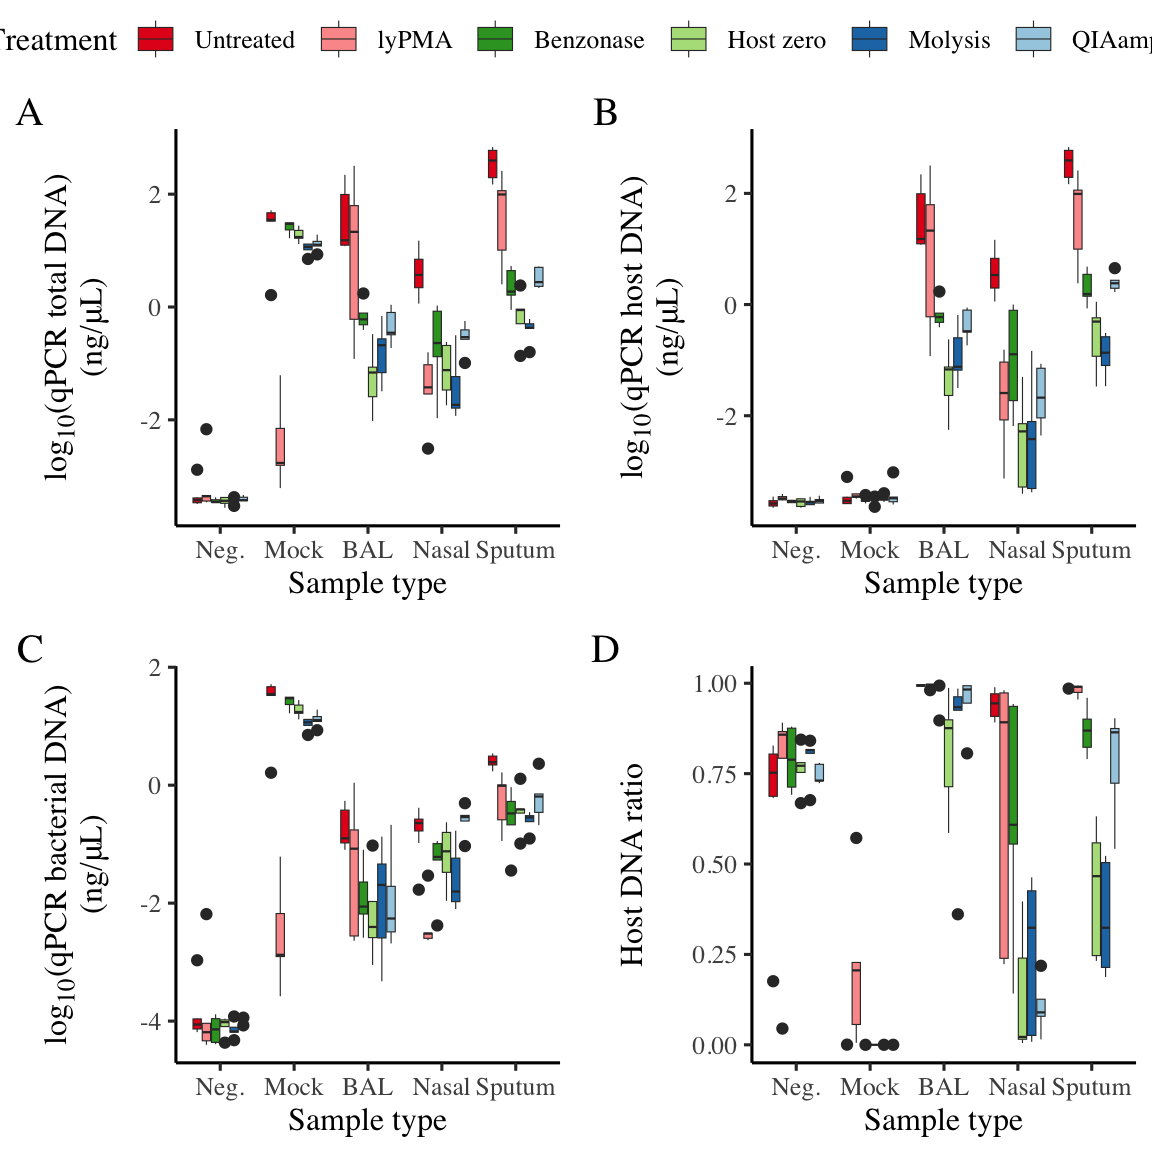 Treatment Untreated lyPMA Benzonase Host zero Molysis QIAamp
A
B
log10(qPCR total DNA)
(ng/μL)
2
0
-2
Neg. Mock BAL Nasal Sputum
Sample type
log10(qPCR host DNA)
(ng/μL)
2
0
-2
Neg. Mock BAL Nasal Sputum
Sample type
C
D
log10(qPCR bacterial DNA)
(ng/μL)
2
0
-2
-4
Neg. Mock BAL Nasal Sputum
Sample type
Host DNA ratio
1.00
0.75
0.50
0.25
0.00
Neg. Mock BAL Nasal Sputum
Sample type